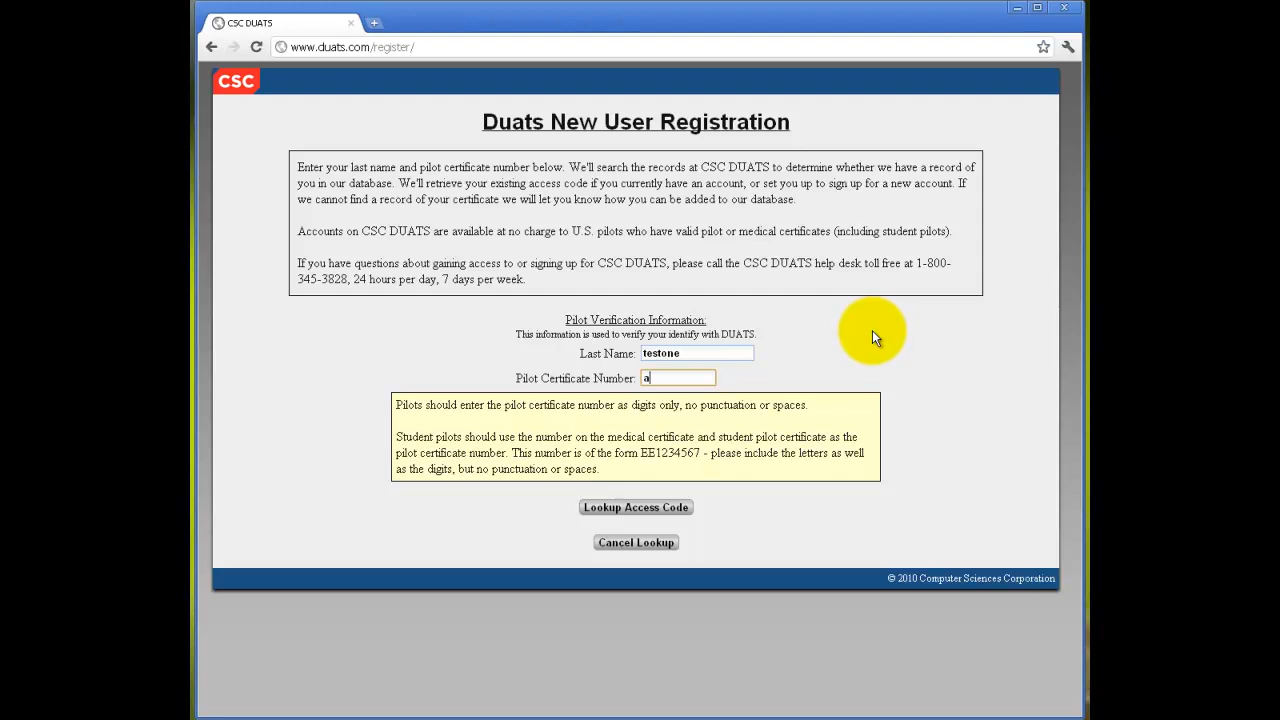 CSC DUATS
www.duats.com/register/
CSC
Duats New User Registration
Enter your last name and pilot certificate number below. We'll search the records at CSC DUATS to determine whether we have a record of
you in our database. We'll retrieve your existing access code if you currently have an account, or set you up to sign up for a new account. If
we cannot find a record of your certificate we will let you know how you can be added to our database.
Accounts on CSC DUATS are available at no charge to U.S. pilots who have valid pilot or medical certificates (including student pilots).
If you have questions about gaining access to or signing up for CSC DUATS, please call the CSC DUATS help desk toll free at 1-800-
345-3828, 24 hours per day, 7 days per week.
Pilot Verification Information:
This information is used to verify your identify with DUATS.
Last Name: testone
Pilot Certificate Number: a
Pilots should enter the pilot certificate number as digits only, no punctuation or spaces.
Student pilots should use the number on the medical certificate and student pilot certificate as the
pilot certificate number. This number is of the form EE1234567 - please include the letters as well
as the digits, but no punctuation or spaces.
Lookup Access Code
Cancel Lookup
© 2010 Computer Sciences Corporation